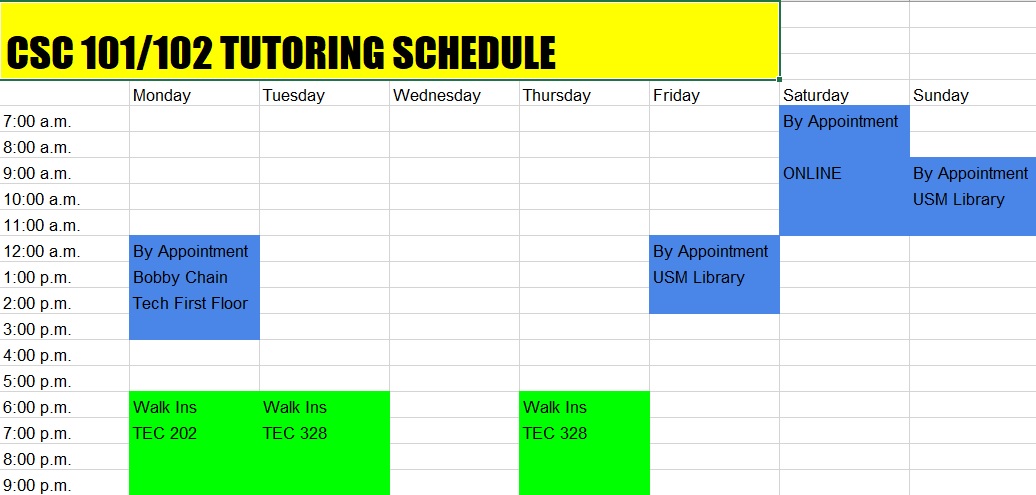 CSC 101/102 TUTORING SCHEDULE
Monday Tuesday Wednesday Thursday Friday Saturday Sunday
7:00 a.m. By Appointment
8:00 a.m.
9:00 a.m. ONLINE By Appointment
10:00 a.m. USM Library
11:00 a.m.
12:00 a.m. By Appointment By Appointment
1:00 p.m. Bobby Chain USM Library
2:00 p.m. Tech First Floor
3:00 p.m.
4:00 p.m.
5:00 p.m.
6:00 p.m. Walk Ins Walk Ins Walk Ins
7:00 p.m. TEC 202 TEC 328 TEC 328
8:00 p.m.
9:00 p.m.